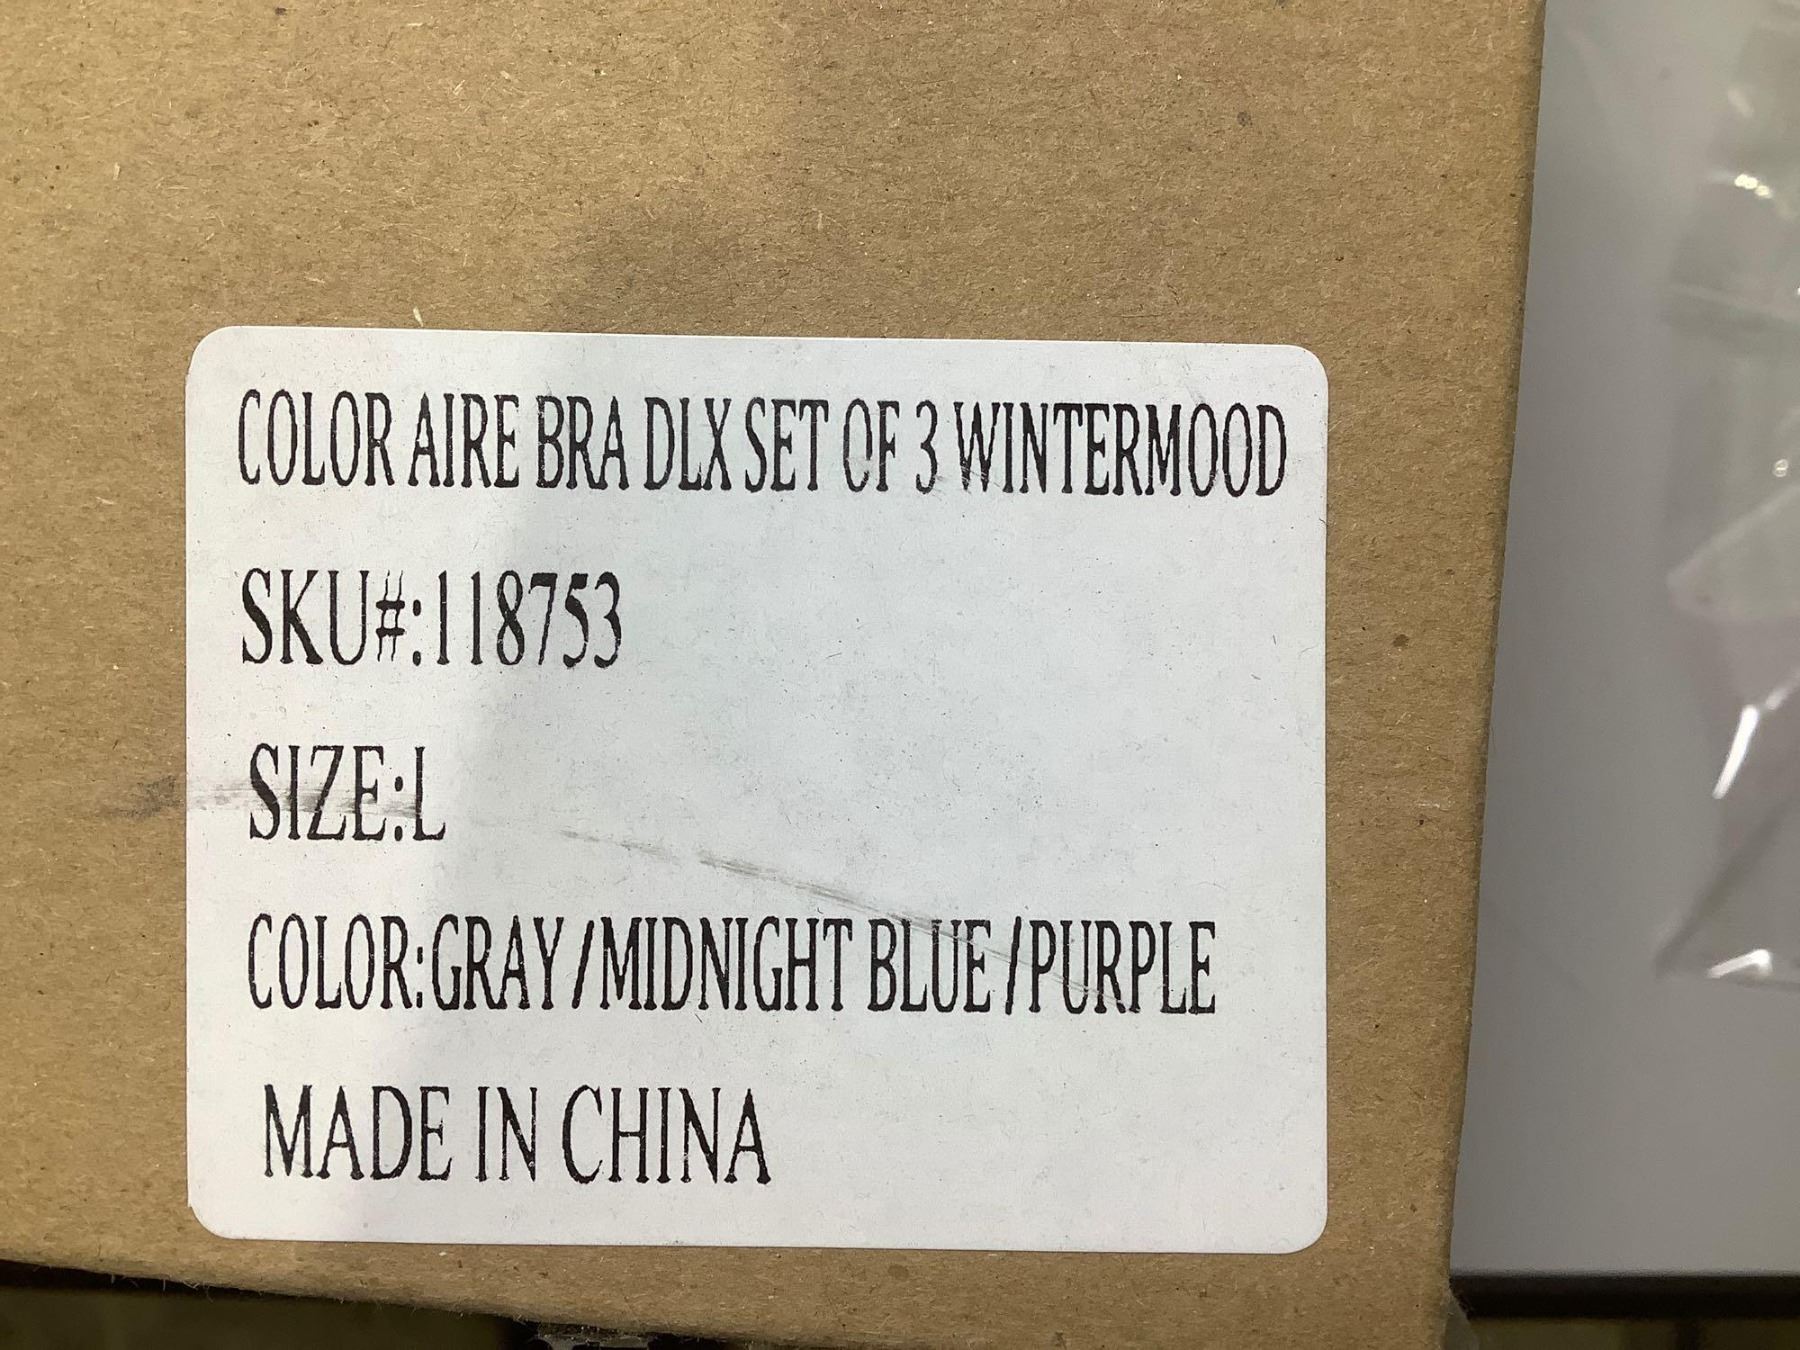 COLOR AIRE BRA DLX SET OF 3 WINTERMOOD
SKU#:118753
SIZE:L
COLOR:GRAY/MIDNIGHT BLUE/PURPLE
MADE IN CHINA